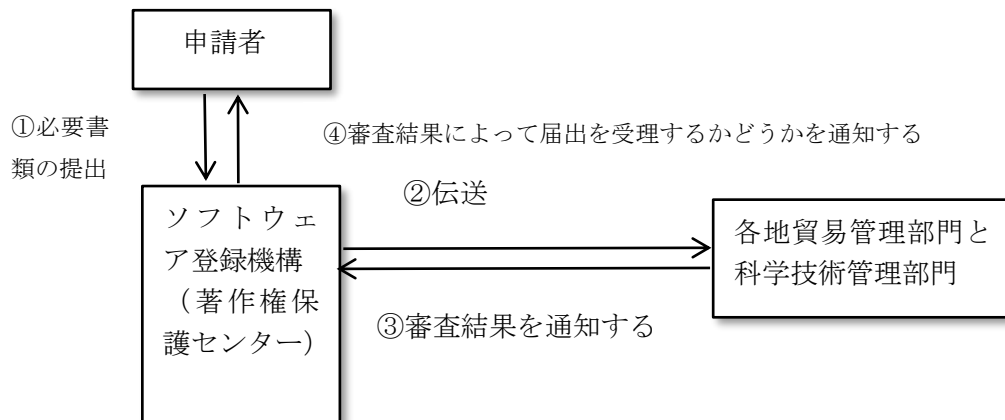 申請者
①必要書
類の提出
④審査結果によって届出を受理するかどうかを通知する
②伝送
ソフトウェ
ア登録機構
（著作権保
護センター）
各地貿易管理部門と
科学技術管理部門
③審査結果を通知する